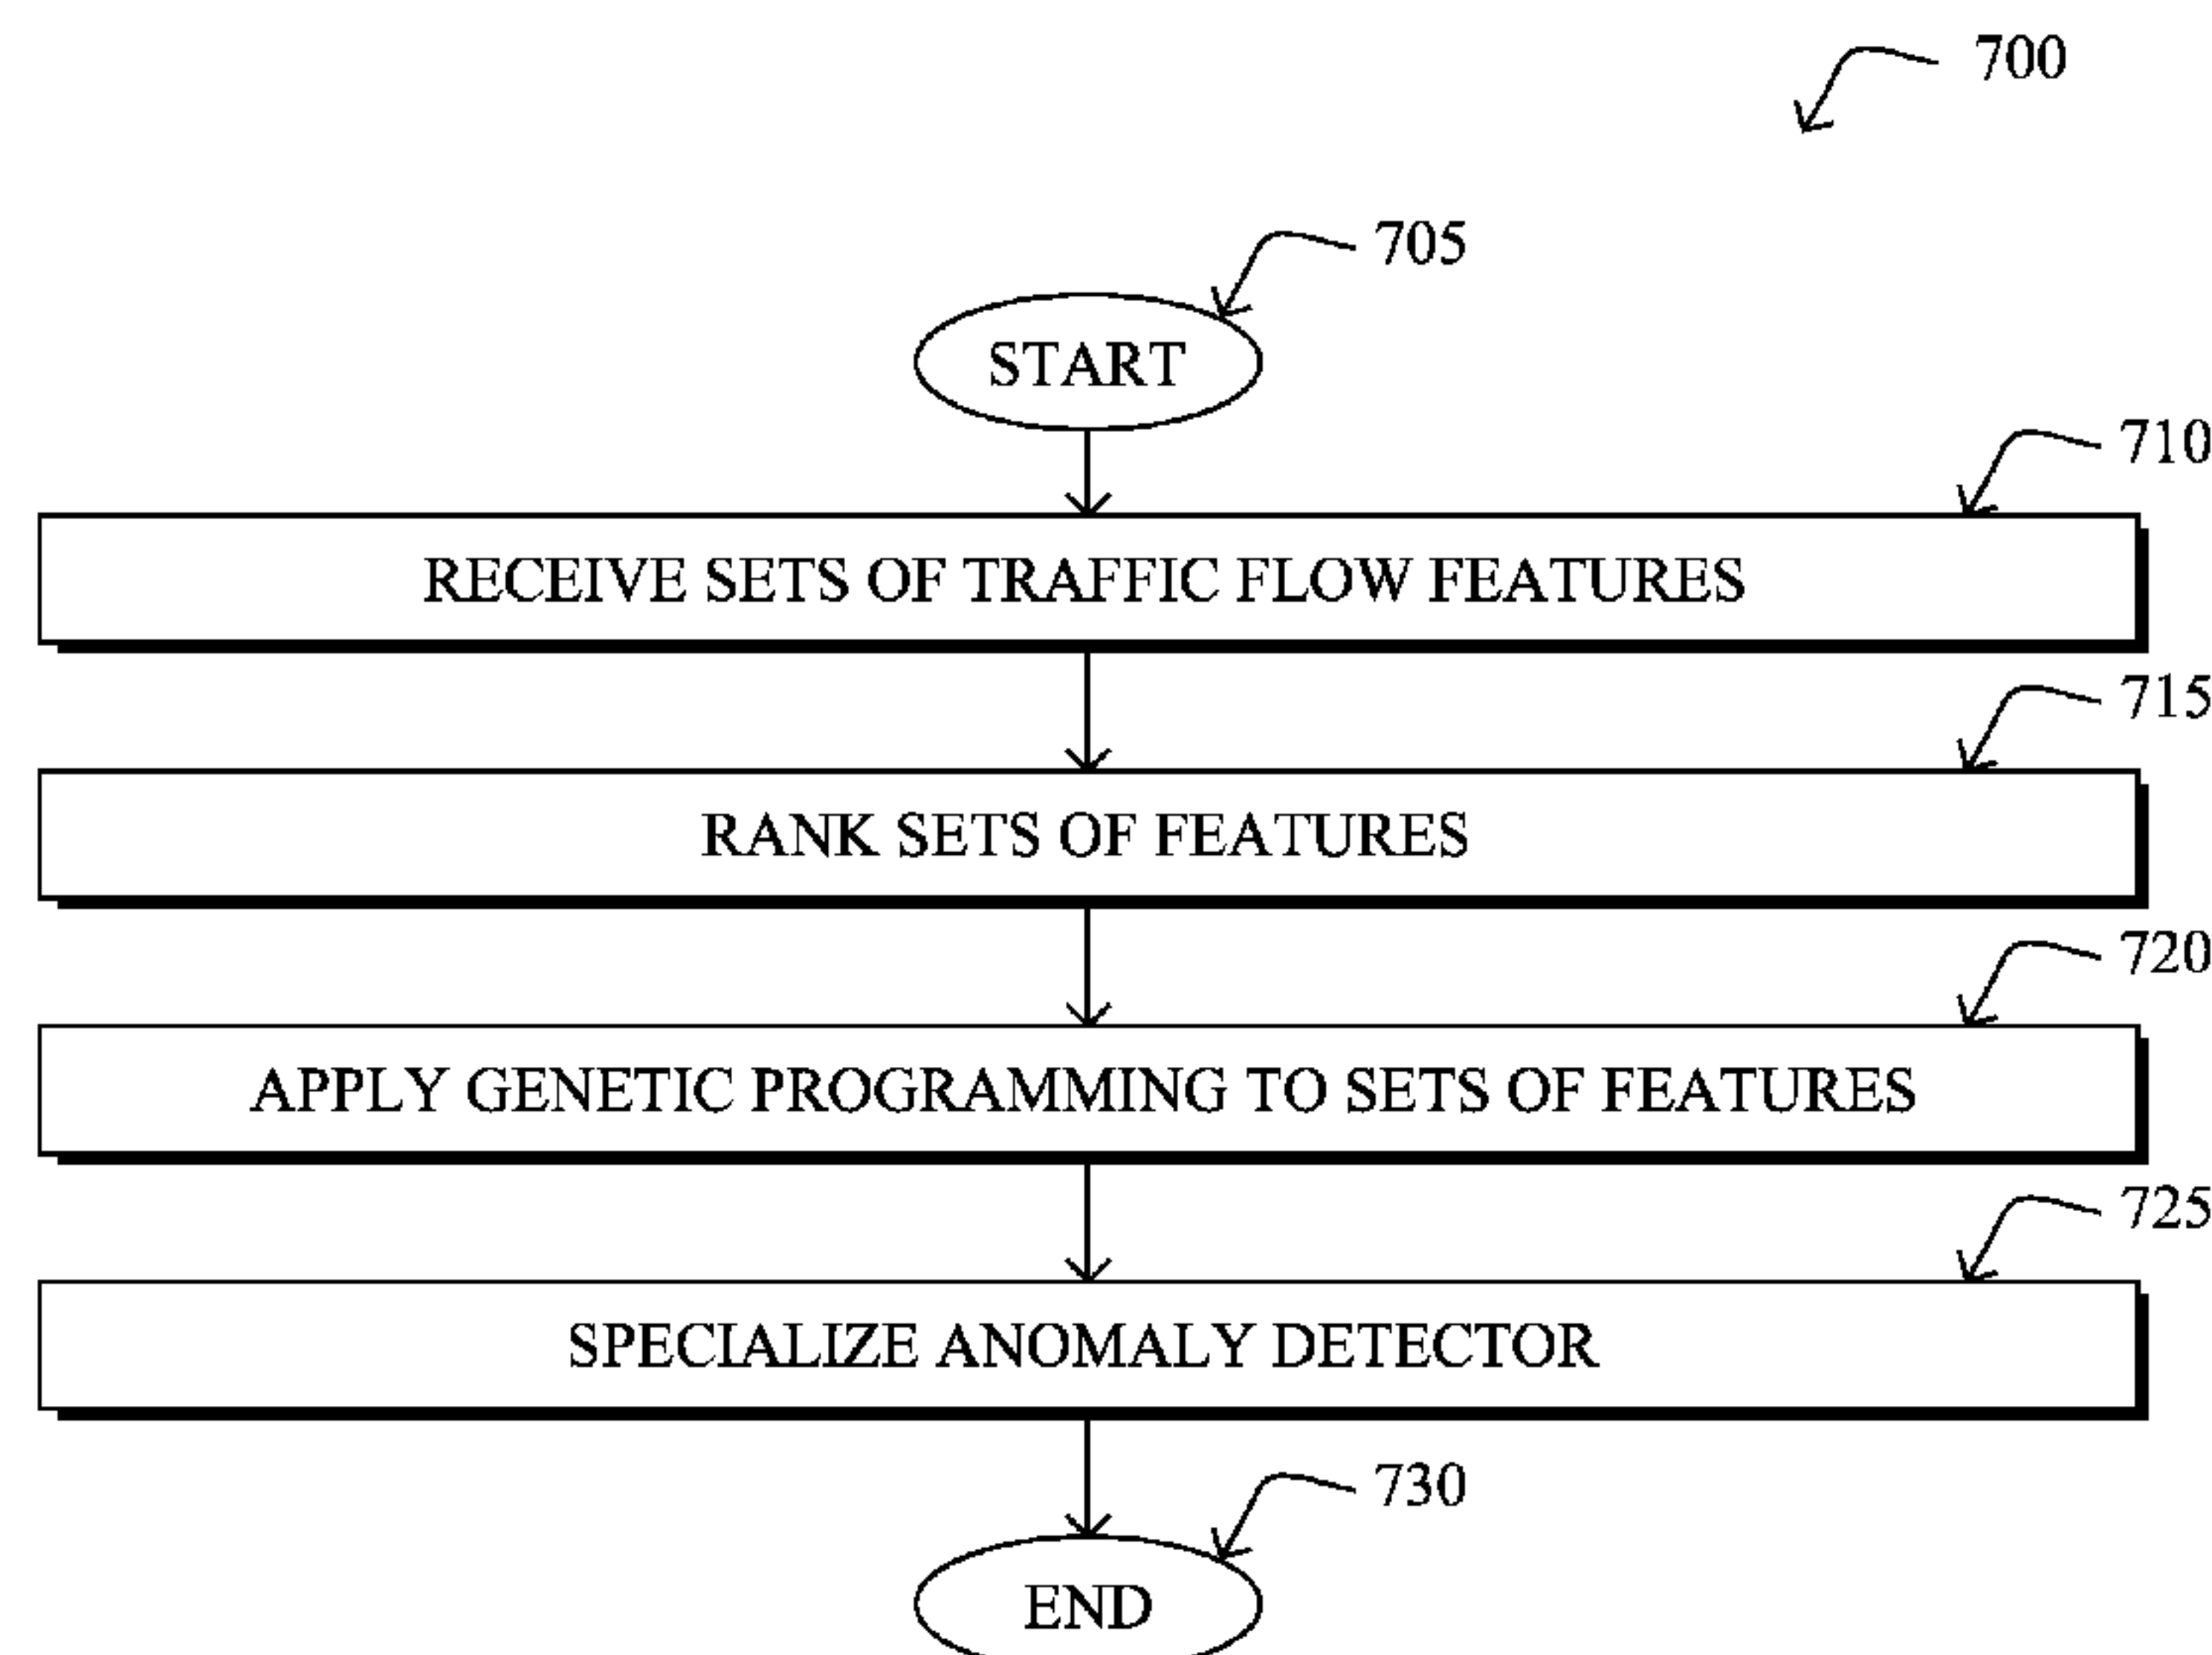 700
705
START
710
RECEIVE SETS OF TRAFFIC FLOW FEATURES
715
RANK SETS OF FEATURES
720
APPLY GENETIC PROGRAMMING TO SETS OF FEATURES
725
SPECIALIZE ANOMALY DETECTOR
730
END